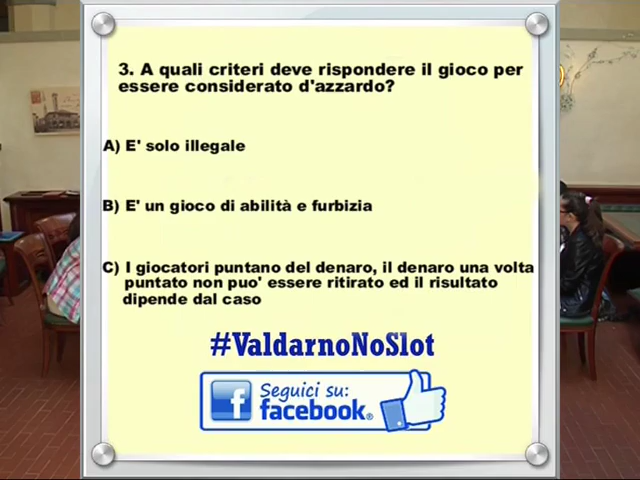 3. A quali criteri deve rispondere il gioco per
essere considerato d'azzardo?
A) E' solo illegale
B) E' un gioco di abilità e furbizia
C) I giocatori puntano del denaro, il denaro una volta
puntato non puo' essere ritirato ed il risultato
dipende dal caso
#ValdarnoNoSlot
Seguici su:
facebook®